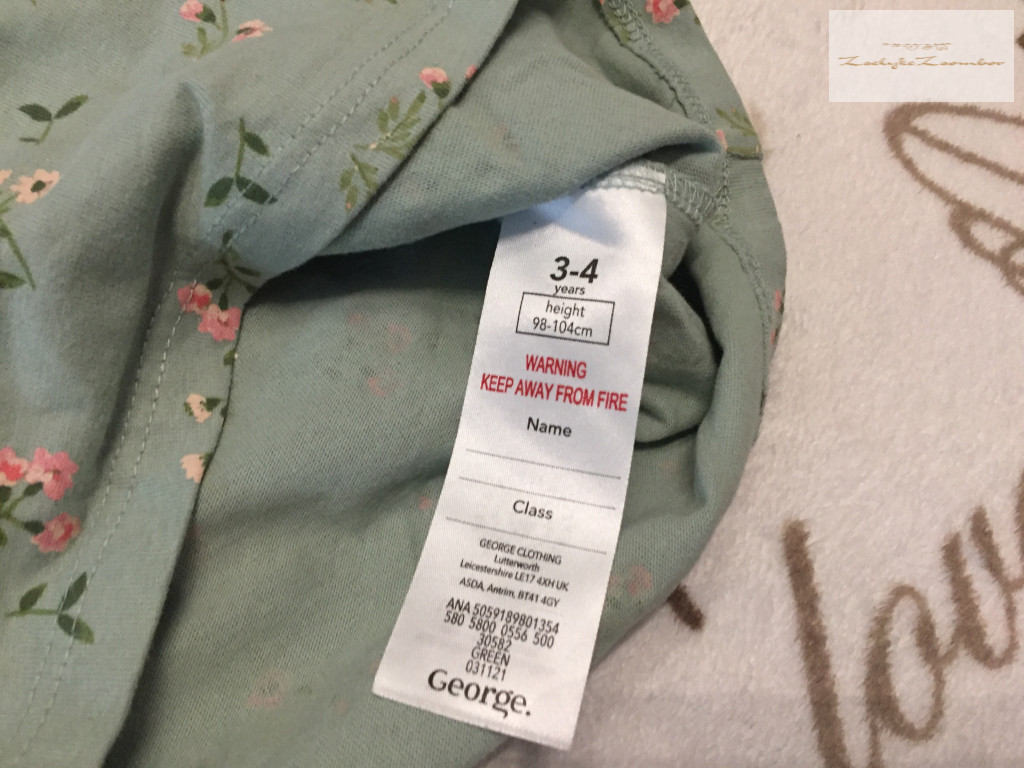 3-4
years
height
98-104cm
WARNING
KEEP AWAY FROM FIRE
Name
Class
GEORGE CLOTHING
Lutterworth
Leicestershire LE17 4XH UK
ASDA, Antrim, BT41 4GY
ANA 5059189801354
580 5800 0556 500
30582
GREEN
031121
George.
love